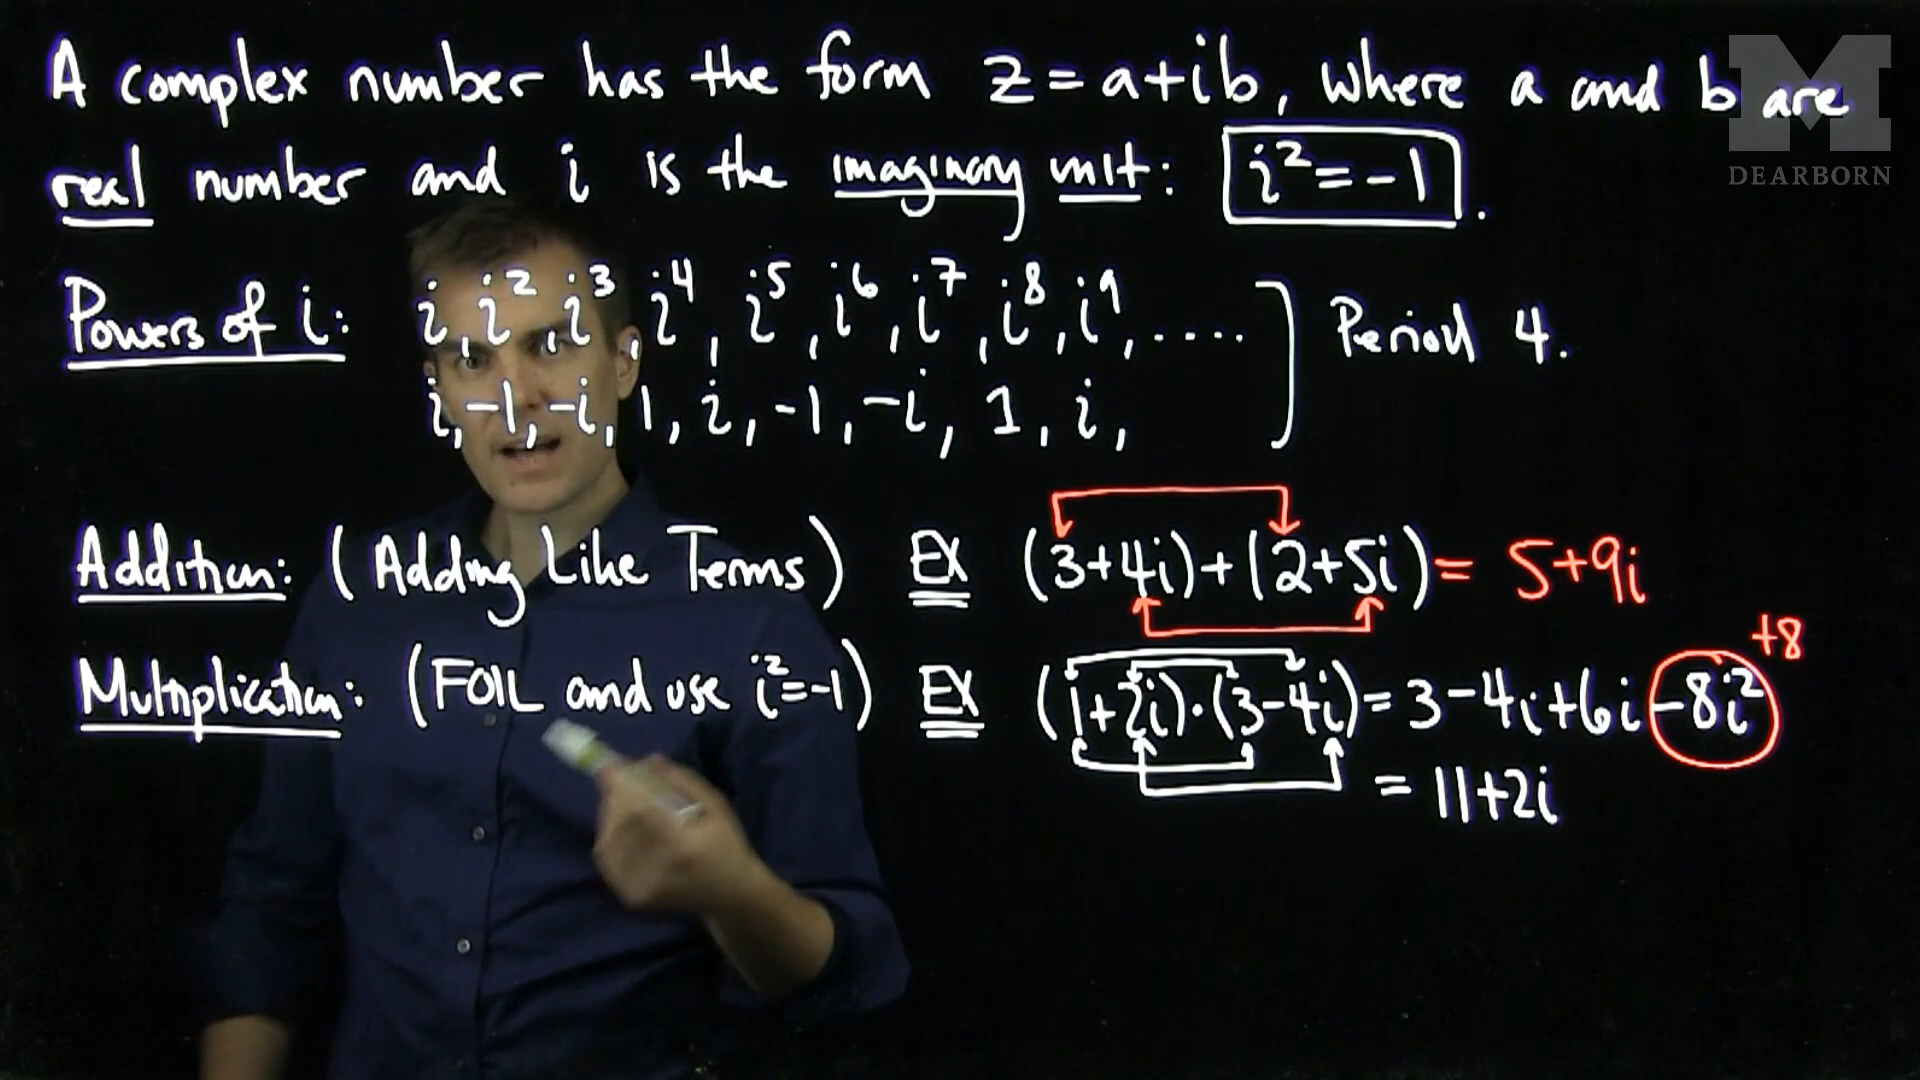 A complex number has the form z = a+ib, where a and b are
real number and i is the imaginary unit: i² = -1.
Powers of i: i, i², i³, i⁴, i⁵, i⁶, i⁷, i⁸, i⁹, .... Period 4.
i, -1, -i, 1, i, -1, -i, 1, i,
Addition: (Adding Like Terms) EX (3+4i)+(2+5i) = 5+9i
+8
Multiplication: (FOIL and use i²=-1) EX (1+2i)·(3-4i) = 3-4i+6i-8i²
= 11+2i
M
DEARBORN